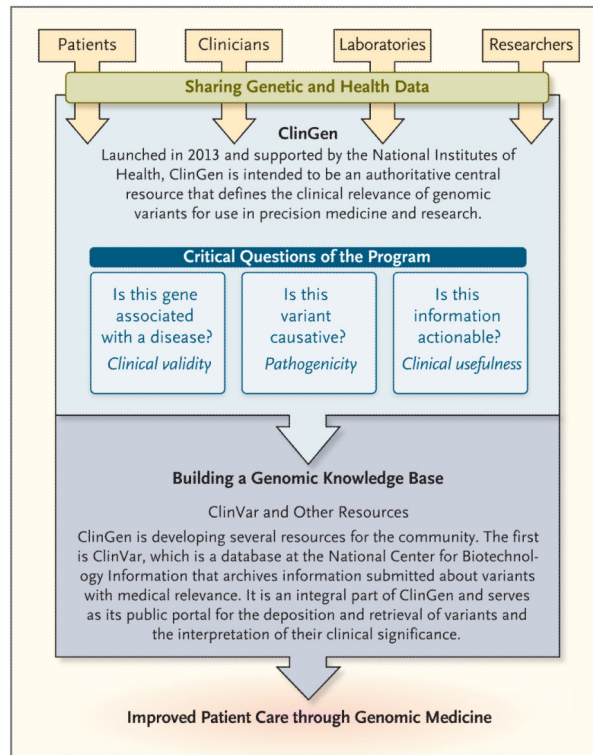 Patients Clinicians Laboratories Researchers
Sharing Genetic and Health Data
ClinGen
Launched in 2013 and supported by the National Institutes of
Health, ClinGen is intended to be an authoritative central
resource that defines the clinical relevance of genomic
variants for use in precision medicine and research.
Critical Questions of the Program
Is this gene
associated
with a disease?
Clinical validity
Is this
variant
causative?
Pathogenicity
Is this
information
actionable?
Clinical usefulness
Building a Genomic Knowledge Base
ClinVar and Other Resources
ClinGen is developing several resources for the community. The first
is ClinVar, which is a database at the National Center for Biotechnol-
ogy Information that archives information submitted about variants
with medical relevance. It is an integral part of ClinGen and serves
as its public portal for the deposition and retrieval of variants and
the interpretation of their clinical significance.
Improved Patient Care through Genomic Medicine